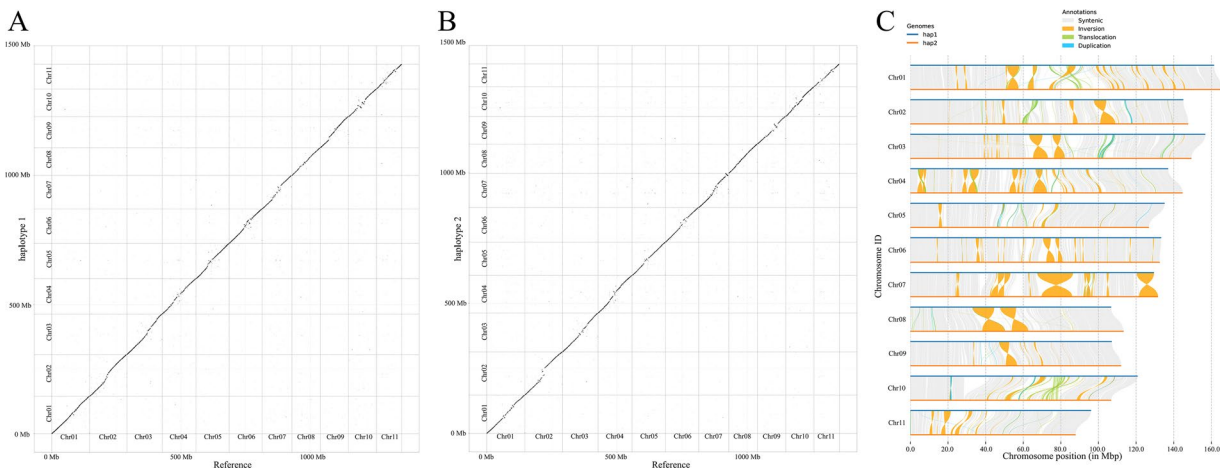 A
1500 Mb
1000 Mb
500 Mb
0 Mb
haplotype 1
Chr11
Chr10
Chr09
Chr08
Chr07
Chr06
Chr05
Chr04
Chr03
Chr02
Chr01
Chr01 Chr02 Chr03 Chr04 Chr05 Chr06 Chr07 Chr08 Chr09 Chr10 Chr11
0 Mb 500 Mb 1000 Mb
Reference
B
1500 Mb
1000 Mb
500 Mb
0 Mb
haplotype 2
Chr11
Chr10
Chr09
Chr08
Chr07
Chr06
Chr05
Chr04
Chr03
Chr02
Chr01
Chr01 Chr02 Chr03 Chr04 Chr05 Chr06 Chr07 Chr08 Chr09 Chr10 Chr11
0 Mb 500 Mb 1000 Mb
Reference
C
Genomes
hap1
hap2
Annotations
Syntenic
Inversion
Translocation
Duplication
Chromosome ID
Chr01
Chr02
Chr03
Chr04
Chr05
Chr06
Chr07
Chr08
Chr09
Chr10
Chr11
0.0 20.0 40.0 60.0 80.0 100.0 120.0 140.0 160.0
Chromosome position (in Mbp)